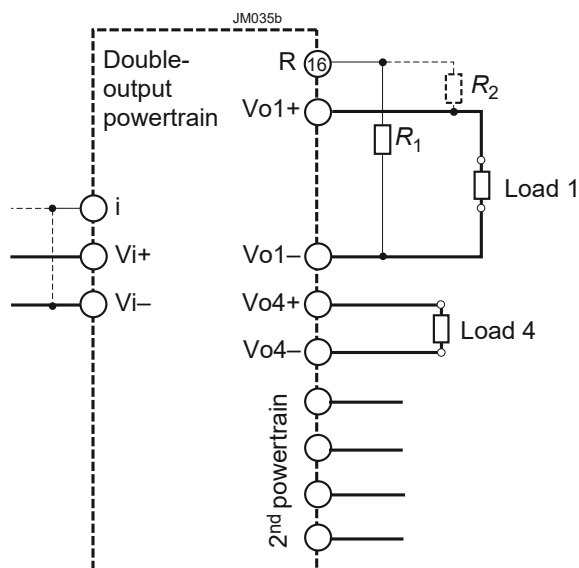 JM035b
Double-
output
powertrain
R
16
R2
Vo1+
R1
Load 1
i
Vi+
Vo1–
Vi–
Vo4+
Load 4
Vo4–
2nd powertrain